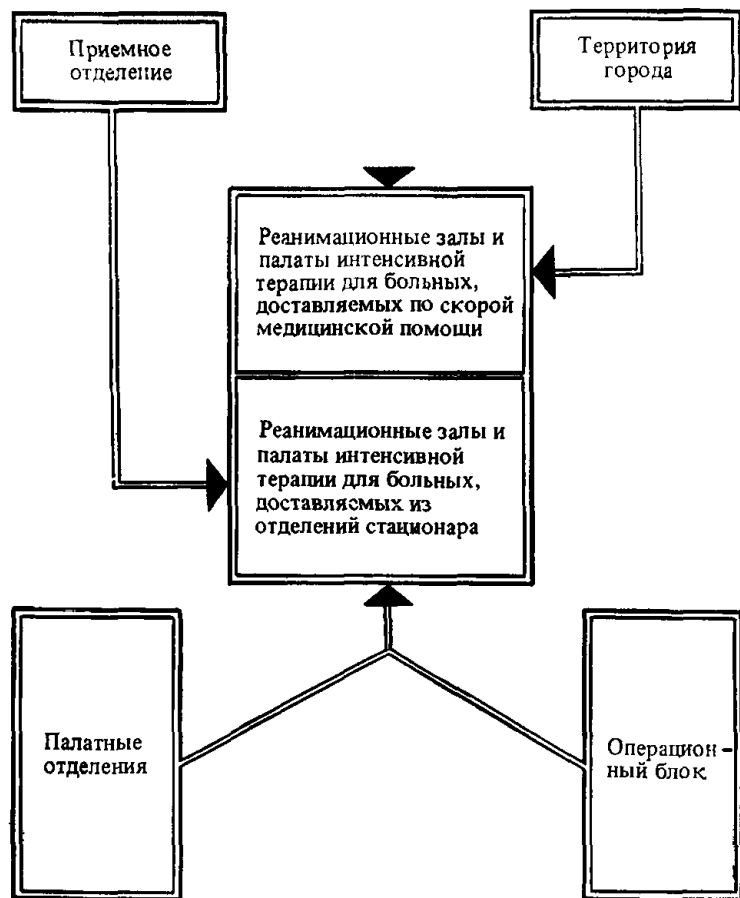 Приемное
отделение
Территория
города
Реанимационные залы и
палаты интенсивной
терапии для больных,
доставляемых по скорой
медицинской помощи
Реанимационные залы и
палаты интенсивной
терапии для больных,
доставляемых из
отделений стационара
Палатные
отделения
Операцион-
ный блок